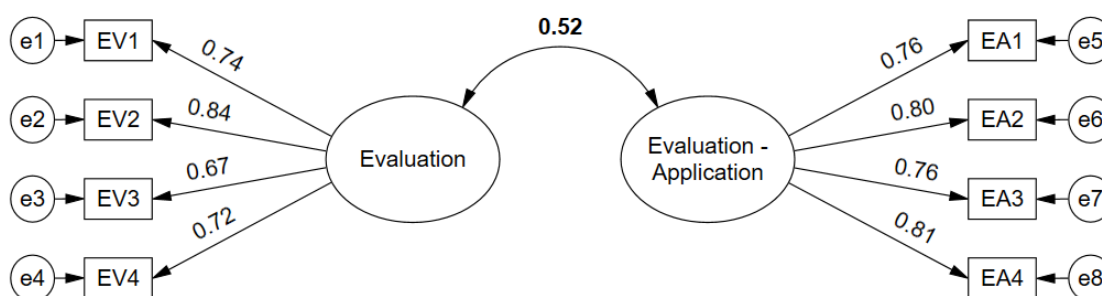 0.52
e1
EV1
0.74
e2
EV2
0.84
e3
EV3
0.67
e4
EV4
0.72
Evaluation
Evaluation -
Application
0.76
EA1
e5
0.80
EA2
e6
0.76
EA3
e7
0.81
EA4
e8